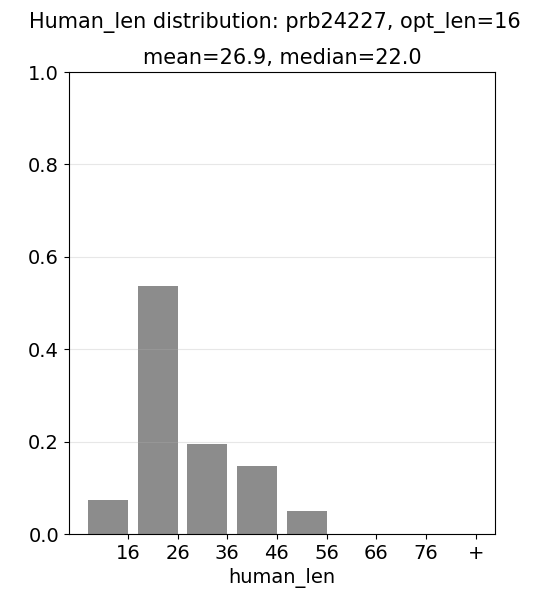 Human_len distribution: prb24227, opt_len=16
mean=26.9, median=22.0
1.0
0.8
0.6
0.4
0.2
0.0
16 26 36 46 56 66 76 +
human_len